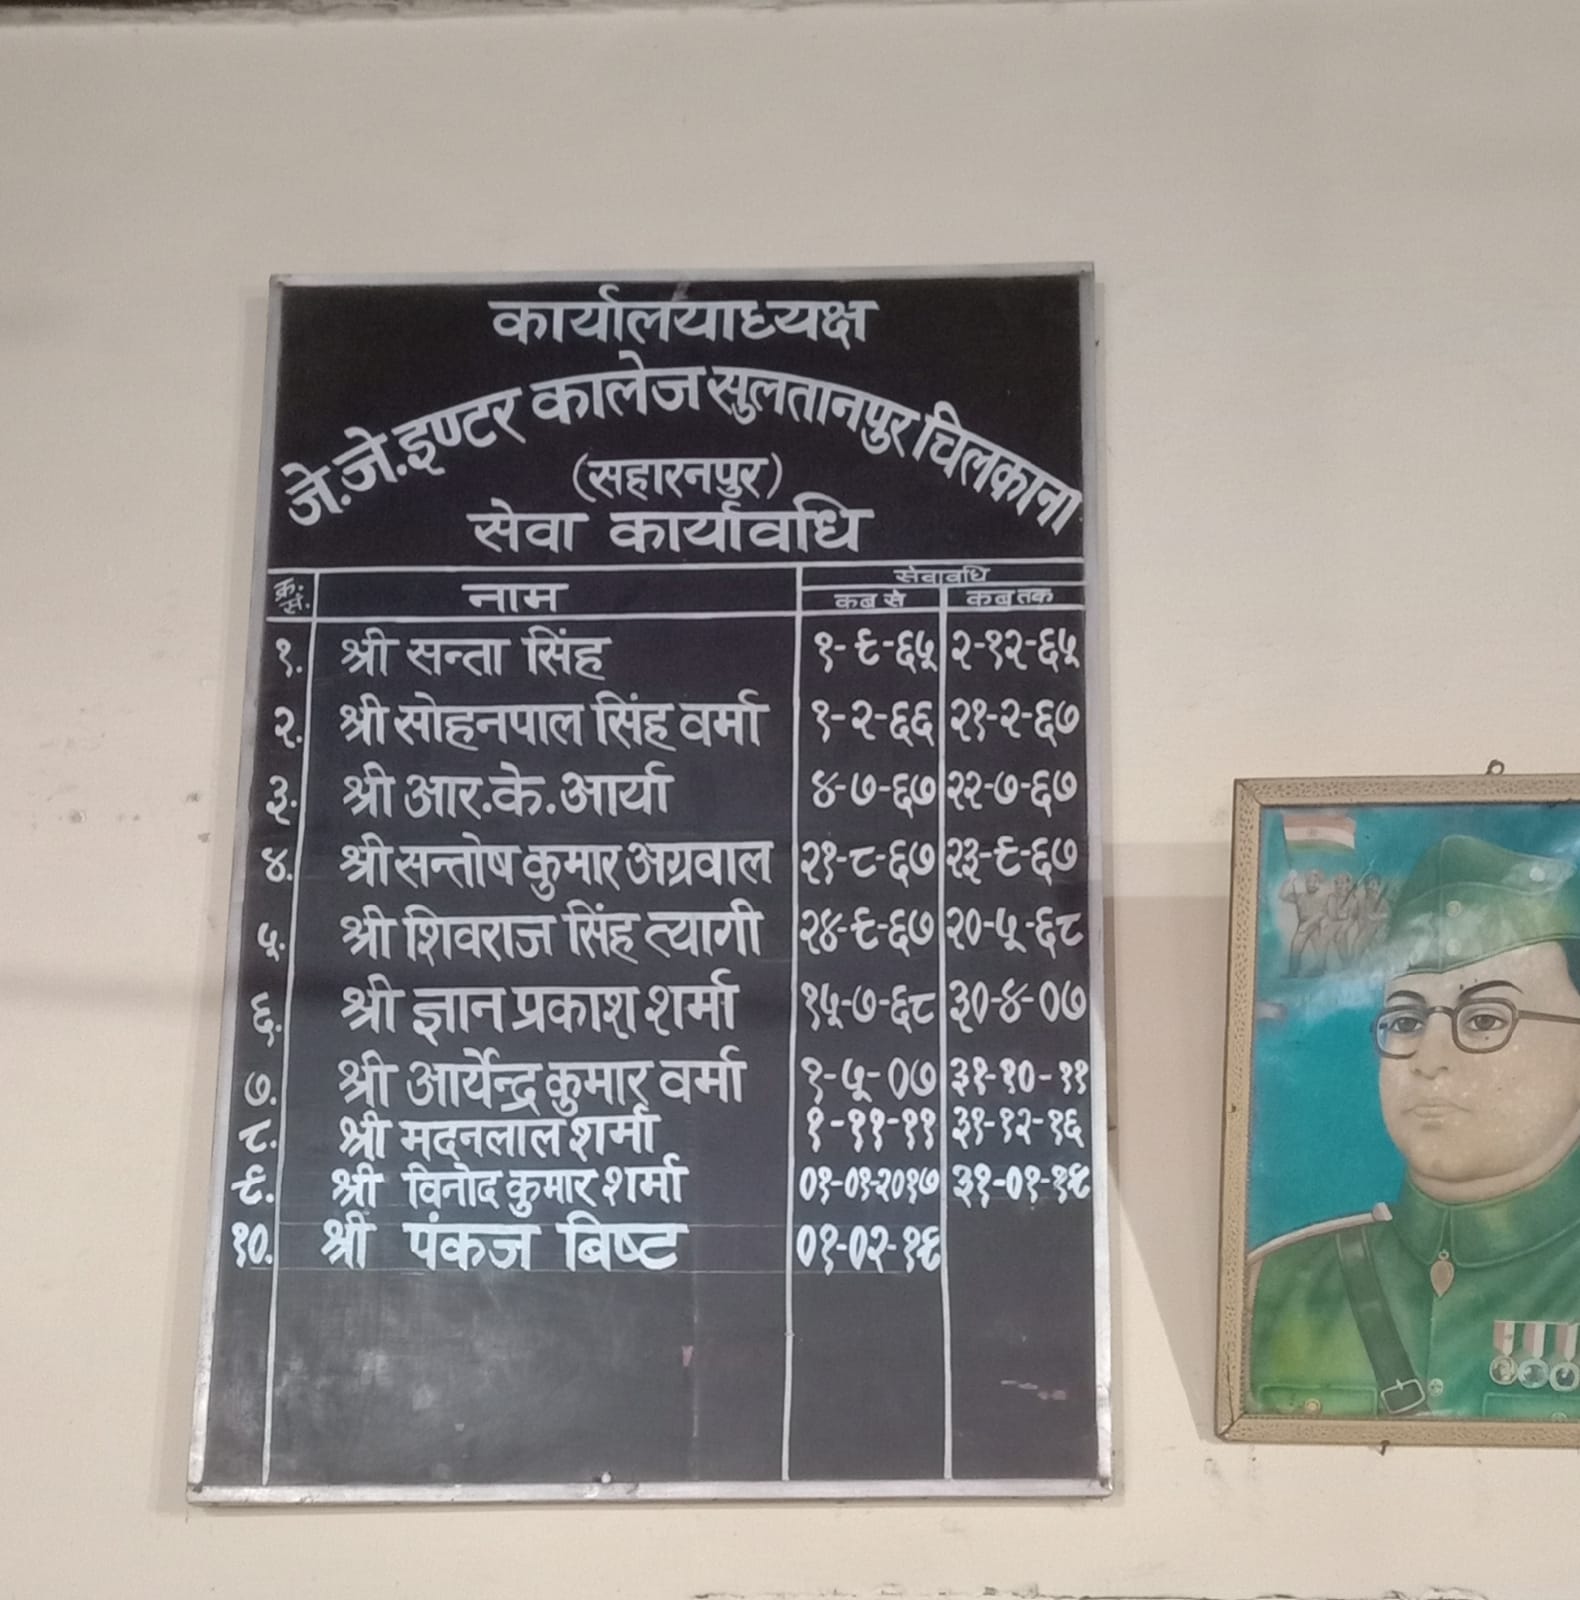 कार्यालयाध्यक्ष
जे.जे.इण्टर कालेज सुलतानपुर चिलकाना
(सहारनपुर)
सेवा कार्यावधि
क्र. सं. नाम सेवावधि
कब से कब तक
१. श्री सन्ता सिंह १-९-६५ २-१२-६५
२. श्री सोहनपाल सिंह वर्मा १-२-६६ २१-२-६७
३. श्री आर.के.आर्या ४-७-६७ २२-७-६७
४. श्री सन्तोष कुमार अग्रवाल २१-८-६७ २३-९-६७
५. श्री शिवराज सिंह त्यागी २४-९-६७ २०-५-६८
६. श्री ज्ञान प्रकाश शर्मा १५-७-६८ ३०-४-०७
७. श्री आर्येन्द्र कुमार वर्मा १-५-०७ ३१-१०-११
८. श्री मदनलाल शर्मा १-११-११ ३१-१२-१६
९. श्री विनोद कुमार शर्मा ०१-०१-२०१७ ३१-०१-१९
१०. श्री पंकज बिष्ट ०१-०२-१९